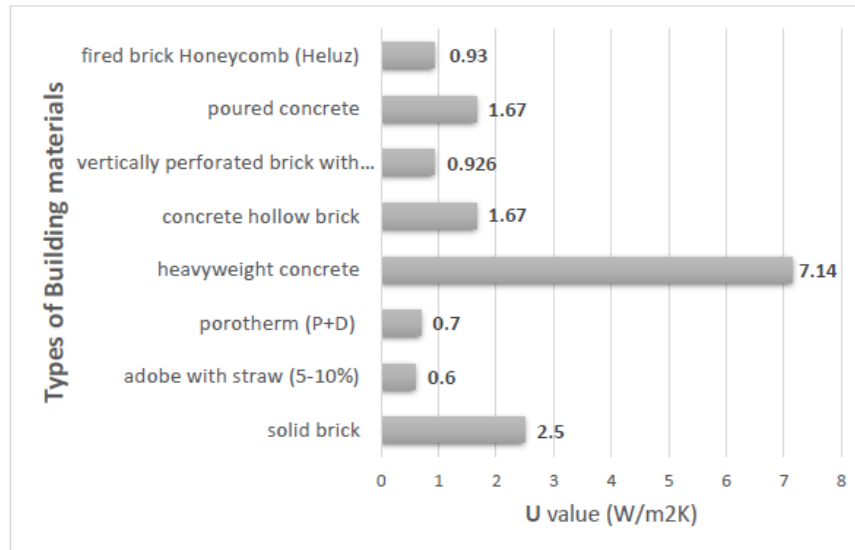 Types of Building materials
fired brick Honeycomb (Heluz)
0.93
poured concrete
1.67
vertically perforated brick with...
0.926
concrete hollow brick
1.67
heavyweight concrete
7.14
porotherm (P+D)
0.7
adobe with straw (5-10%)
0.6
solid brick
2.5
0 1 2 3 4 5 6 7 8
U value (W/m2K)